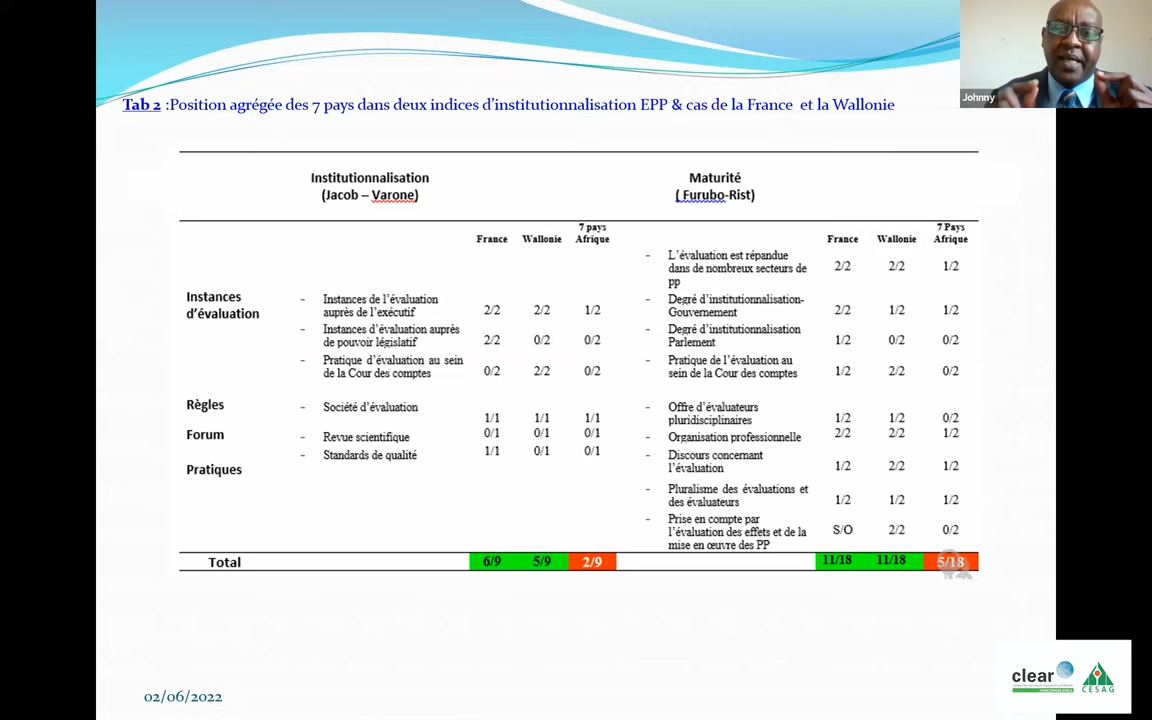 Johnny
Tab 2 :Position agrégée des 7 pays dans deux indices d'institutionnalisation EPP & cas de la France et la Wallonie
Institutionnalisation
(Jacob – Varone)
Maturité
( Furubo-Rist)
France Wallonie 7 pays Afrique
France Wallonie 7 Pays Afrique
- L'évaluation est répandue
dans de nombreux secteurs de
pp
2/2 2/2 1/2
Instances
d'évaluation
- Instances de l'évaluation
auprès de l'exécutif
2/2 2/2 1/2
- Degré d'institutionnalisation-
Gouvernement
2/2 1/2 1/2
- Instances d'évaluation auprès
de pouvoir législatif
2/2 0/2 0/2
- Degré d'institutionnalisation
Parlement
1/2 0/2 0/2
- Pratique d'évaluation au sein
de la Cour des comptes
0/2 2/2 0/2
- Pratique de l'évaluation au
sein de la Cour des comptes
1/2 2/2 0/2
Règles
- Société d'évaluation
1/1 1/1 1/1
- Offre d'évaluateurs
pluridisciplinaires
1/2 1/2 0/2
Forum
- Revue scientifique
0/1 0/1 0/1
- Organisation professionnelle
2/2 2/2 1/2
Pratiques
- Standards de qualité
1/1 0/1 0/1
- Discours concernant
l'évaluation
1/2 2/2 1/2
- Pluralisme des évaluations et
des évaluateurs
1/2 1/2 1/2
- Prise en compte par
l'évaluation des effets et de la
mise en œuvre des PP
S/O 2/2 0/2
Total 6/9 5/9 2/9 11/18 11/18 5/18
02/06/2022
clear
CESAG